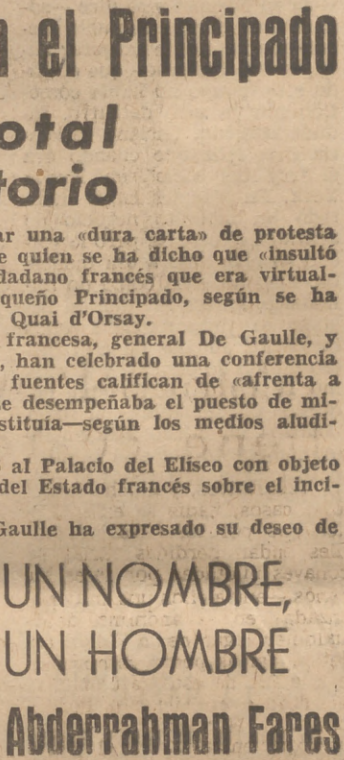 el Principado
otal
torio
ar una «dura carta» de protesta
e quien se ha dicho que «insultó
dadano francés que era virtual-
queño Principado, según se ha
Quai d'Orsay.
francesa, general De Gaulle, y
, han celebrado una conferencia
fuentes califican de «afrenta a
e desempeñaba el puesto de mi-
stituía—según los medios aludi-
al Palacio del Elíseo con objeto
del Estado francés sobre el inci-
Gaulle ha expresado su deseo de
UN NOMBRE,
UN HOMBRE
Abderrahman Fares